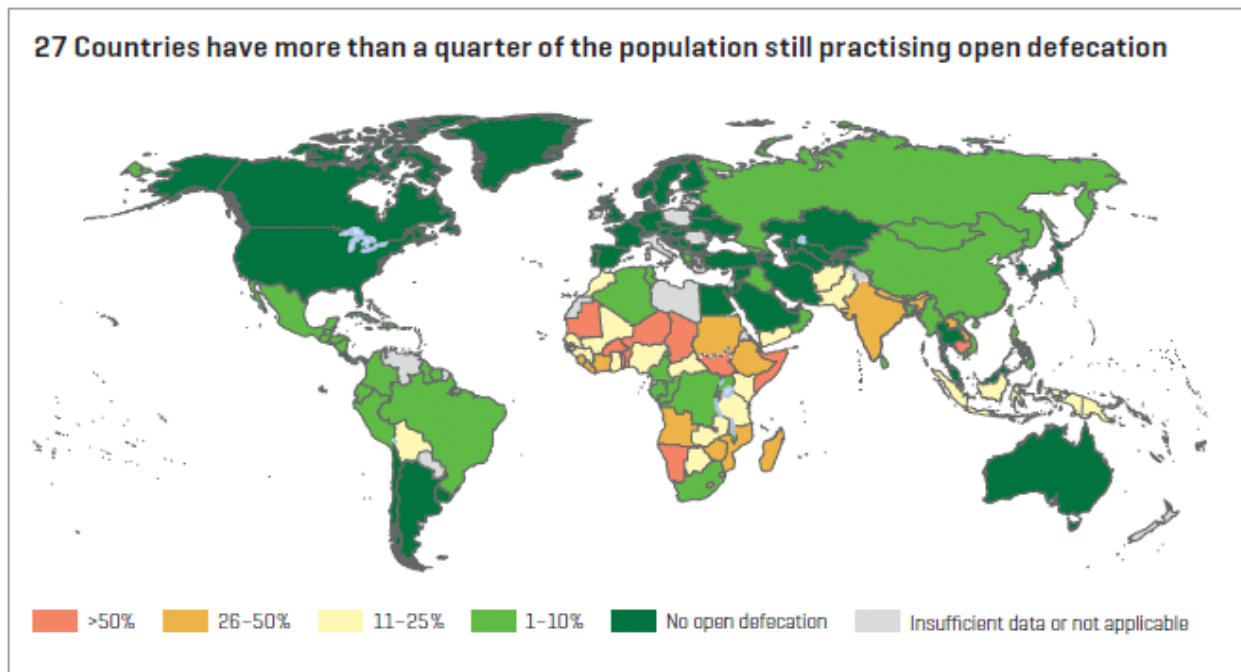 27 Countries have more than a quarter of the population still practising open defecation
>50%
26–50%
11–25%
1–10%
No open defecation
Insufficient data or not applicable